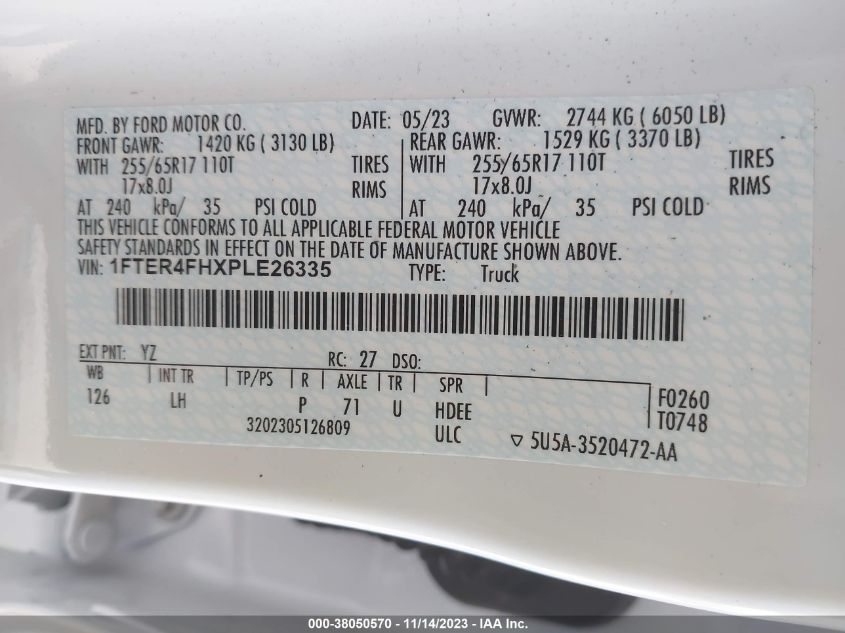 MFD. BY FORD MOTOR CO. DATE: 05/23 GVWR: 2744 KG ( 6050 LB)
FRONT GAWR: 1420 KG ( 3130 LB) REAR GAWR: 1529 KG ( 3370 LB)
WITH 255/65R17 110T TIRES WITH 255/65R17 110T TIRES
17x8.0J RIMS 17x8.0J RIMS
AT 240 kPa/ 35 PSI COLD AT 240 kPa/ 35 PSI COLD
THIS VEHICLE CONFORMS TO ALL APPLICABLE FEDERAL MOTOR VEHICLE
SAFETY STANDARDS IN EFFECT ON THE DATE OF MANUFACTURE SHOWN ABOVE.
VIN: 1FTER4FHXPLE26335 TYPE: Truck
EXT PNT: YZ RC: 27 DSO:
WB INT TR TP/PS R AXLE TR SPR
126 LH P 71 U HDEE F0260
3202305126809 ULC T0748
5U5A-3520472-AA
000-38050570 - 11/14/2023 - IAA Inc.